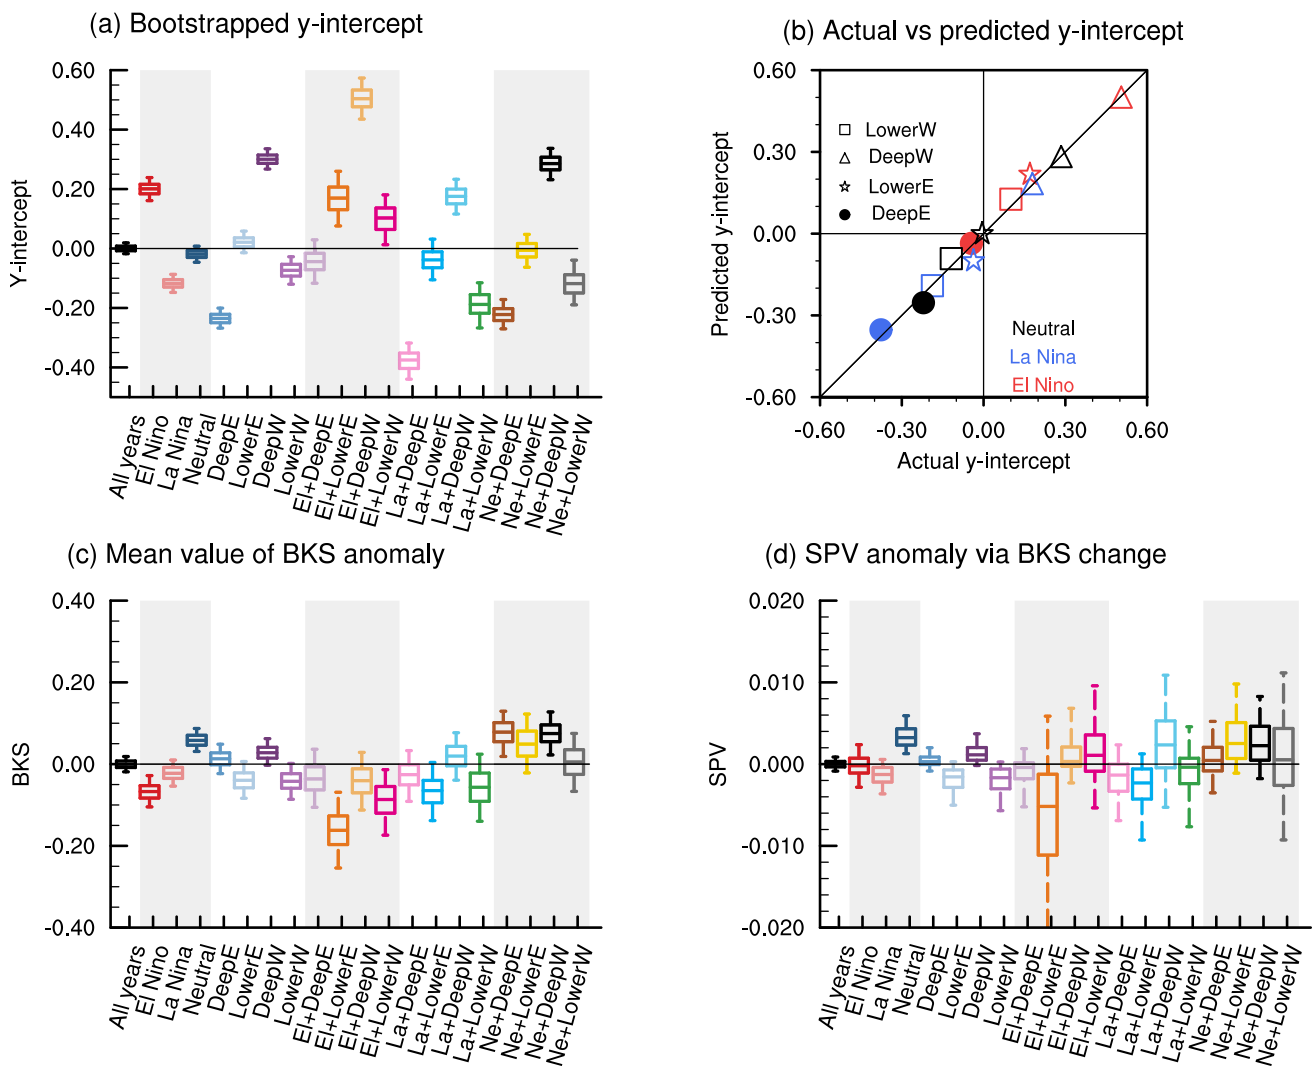 (a) Bootstrapped y-intercept
Y-intercept
0.60
0.40
0.20
0.00
-0.20
-0.40
All years
El Nino
La Nina
Neutral
DeepE
LowerE
DeepW
LowerW
El+DeepE
El+LowerE
El+DeepW
El+LowerW
La+DeepE
La+LowerE
La+DeepW
La+LowerW
Ne+DeepE
Ne+LowerE
Ne+DeepW
Ne+LowerW
(b) Actual vs predicted y-intercept
Predicted y-intercept
0.60
0.30
0.00
-0.30
-0.60
LowerW
DeepW
LowerE
DeepE
Neutral
La Nina
El Nino
-0.60
-0.30
0.00
0.30
0.60
Actual y-intercept
(c) Mean value of BKS anomaly
BKS
0.40
0.20
0.00
-0.20
-0.40
All years
El Nino
La Nina
Neutral
DeepE
LowerE
DeepW
LowerW
El+DeepE
El+LowerE
El+DeepW
El+LowerW
La+DeepE
La+LowerE
La+DeepW
La+LowerW
Ne+DeepE
Ne+LowerE
Ne+DeepW
Ne+LowerW
(d) SPV anomaly via BKS change
SPV
0.020
0.010
0.000
-0.010
-0.020
All years
El Nino
La Nina
Neutral
DeepE
LowerE
DeepW
LowerW
El+DeepE
El+LowerE
El+DeepW
El+LowerW
La+DeepE
La+LowerE
La+DeepW
La+LowerW
Ne+DeepE
Ne+LowerE
Ne+DeepW
Ne+LowerW